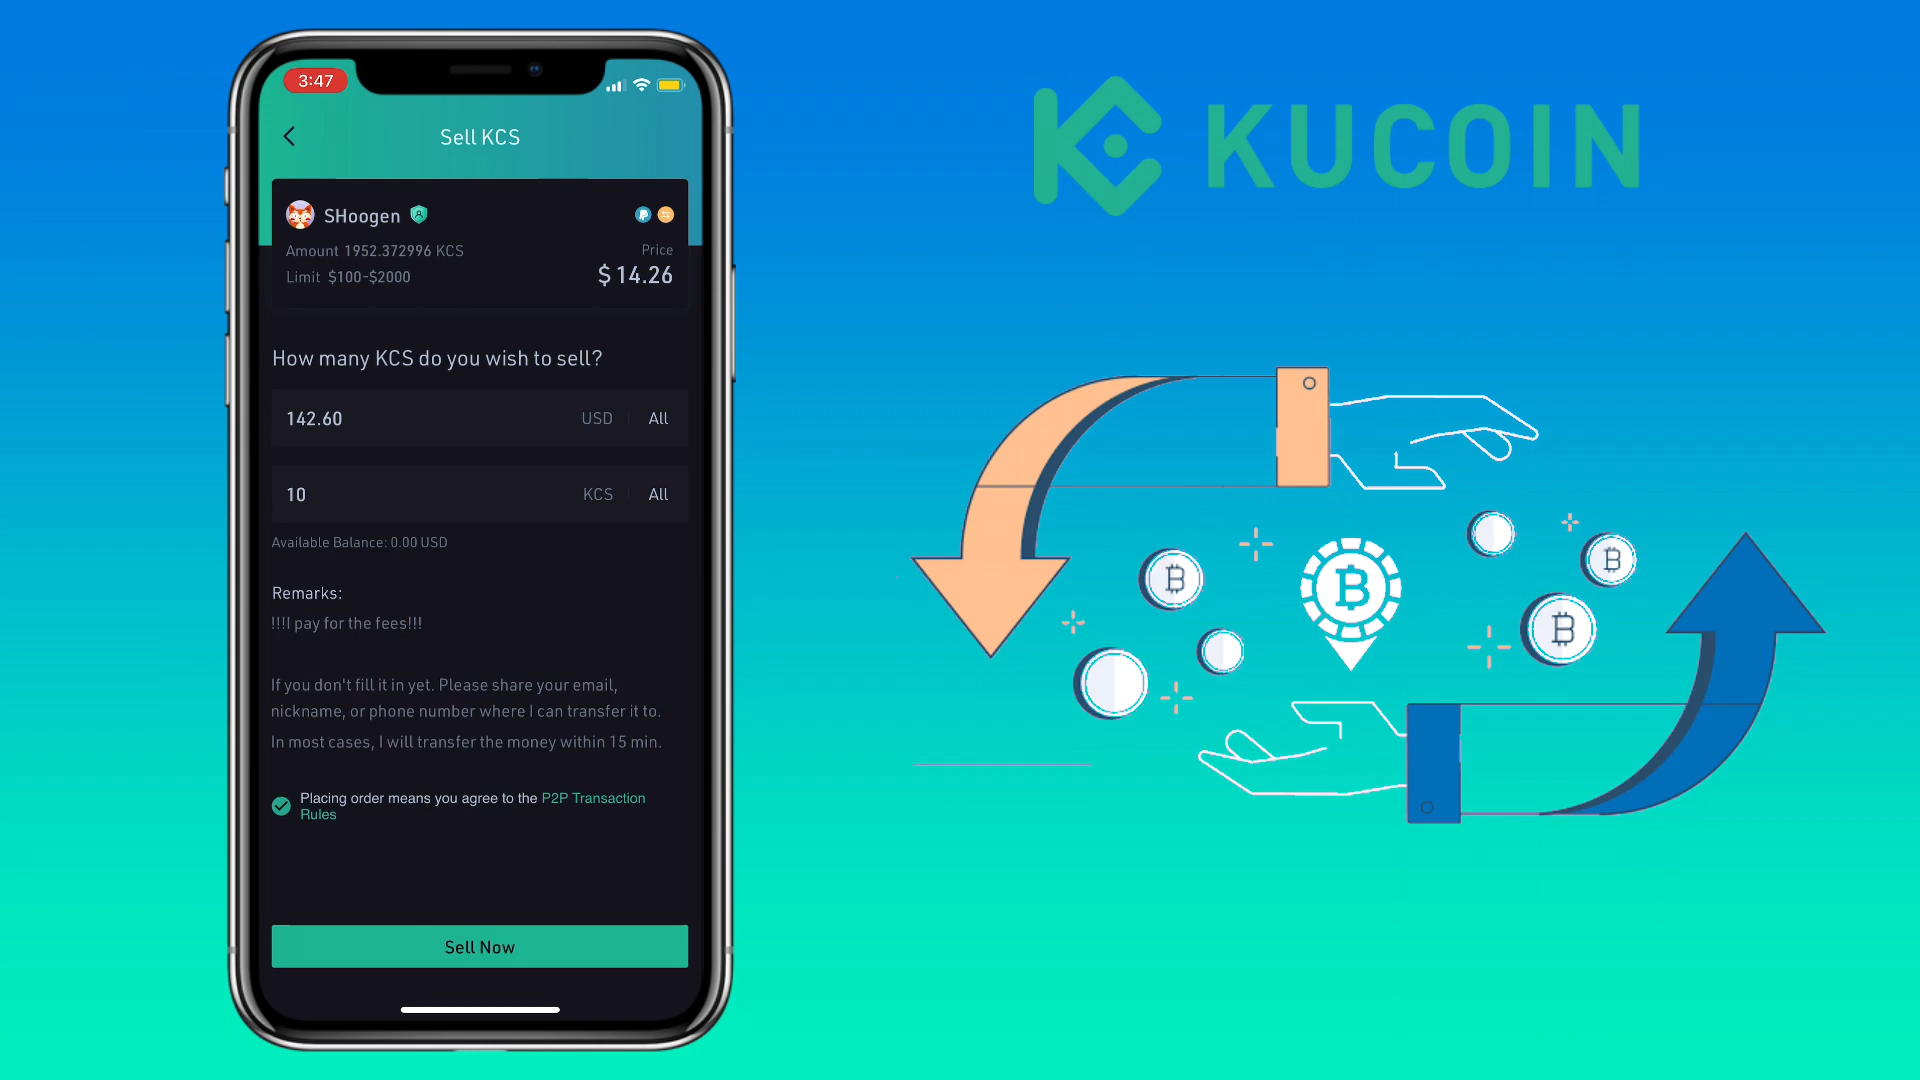 3:47
Sell KCS
SHoogen
Amount 1952.372996 KCS
Price
Limit $100-$2000
$ 14.26
How many KCS do you wish to sell?
142.60 USD All
10 KCS All
Available Balance: 0.00 USD
Remarks:
!!!I pay for the fees!!!
If you don't fill it in yet. Please share your email,
nickname, or phone number where I can transfer it to.
In most cases, I will transfer the money within 15 min.
Placing order means you agree to the P2P Transaction
Rules
Sell Now
KUCOIN